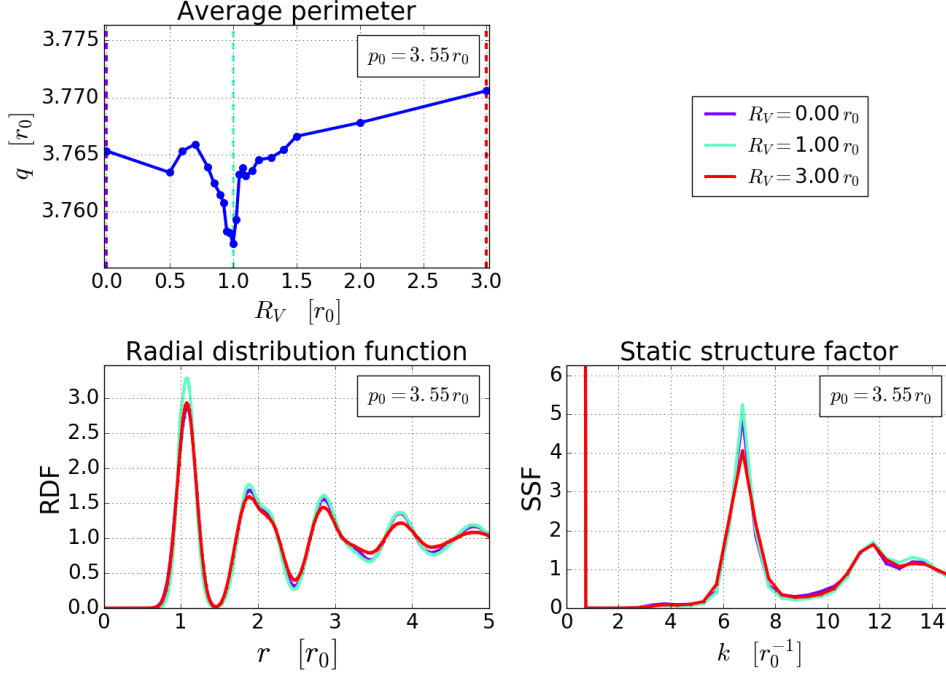 Average perimeter
3.775
3.770
3.765
3.760
q [r₀]
p₀ = 3.55 r₀
0.0 0.5 1.0 1.5 2.0 2.5 3.0
R_V [r₀]
R_V = 0.00 r₀
R_V = 1.00 r₀
R_V = 3.00 r₀
Radial distribution function
3.0
2.5
2.0
1.5
1.0
0.5
0.0
RDF
p₀ = 3.55 r₀
0 1 2 3 4 5
r [r₀]
Static structure factor
6
5
4
3
2
1
0
SSF
p₀ = 3.55 r₀
0 2 4 6 8 10 12 14
k [r₀⁻¹]